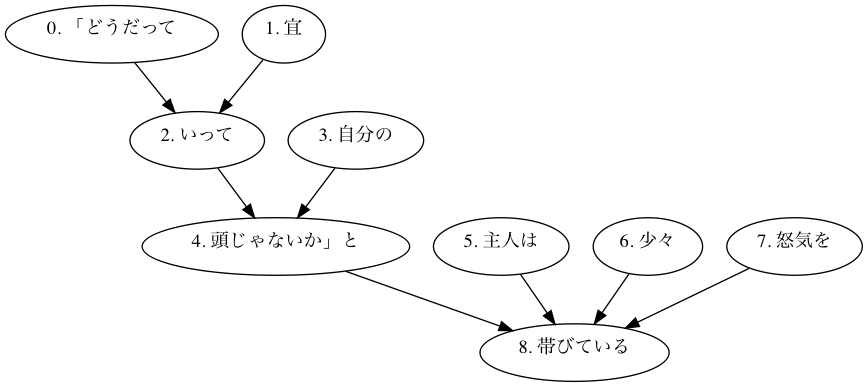 0. 「どうだって
1. 宜
2. いって
3. 自分の
4. 頭じゃないか」と
5. 主人は
6. 少々
7. 怒気を
8. 帯びている